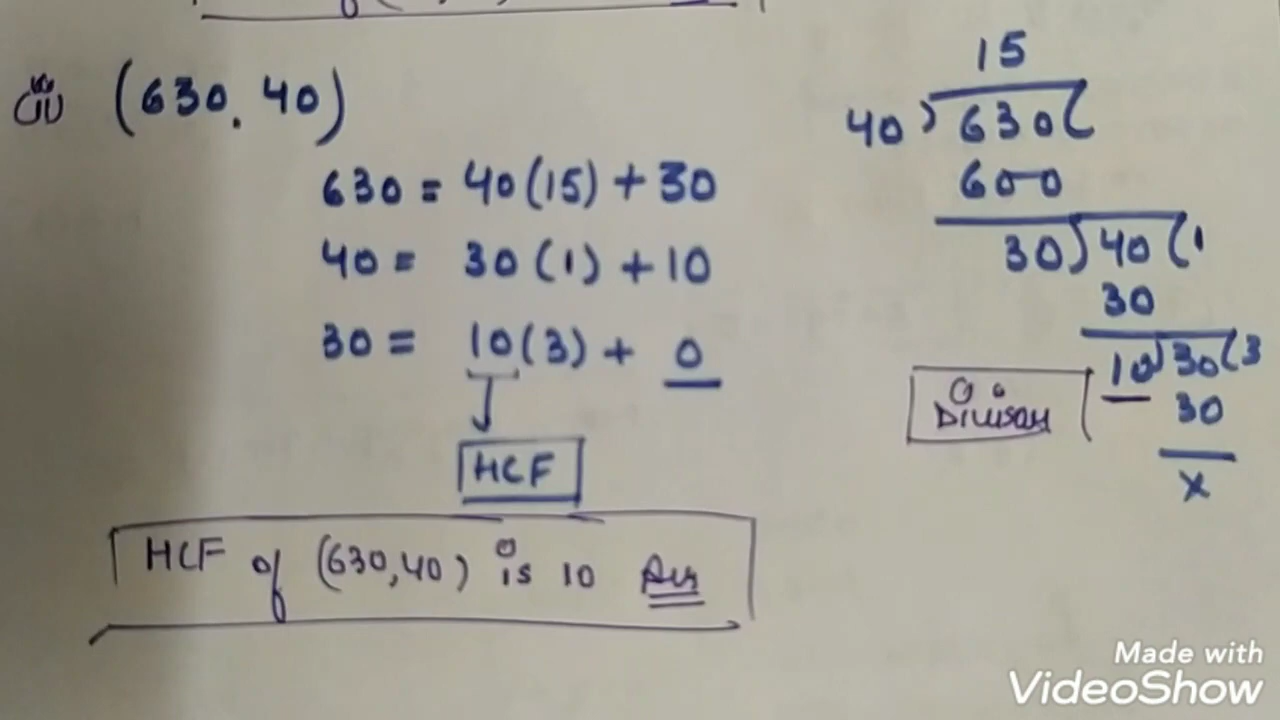 iii (630, 40)
630 = 40(15) + 30
40 = 30(1) + 10
30 = 10(3) + 0
HCF
HCF of (630,40) is 10 Ans
15
40)630(
600
30)40(1
30
10)30(3
30
x
Divisor
Made with
VideoShow